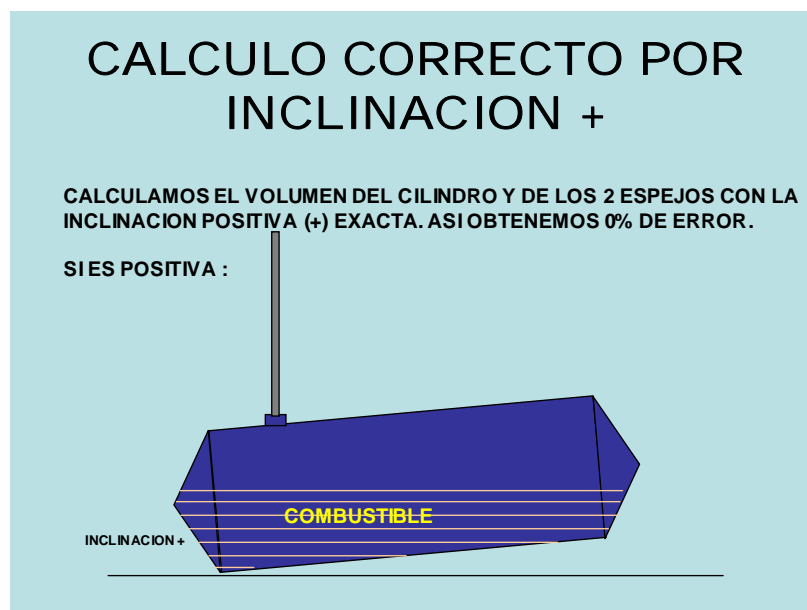 CALCULO CORRECTO POR
INCLINACION +
CALCULAMOS EL VOLUMEN DEL CILINDRO Y DE LOS 2 ESPEJOS CON LA
INCLINACION POSITIVA (+) EXACTA. ASI OBTENEMOS 0% DE ERROR.
SI ES POSITIVA :
COMBUSTIBLE
INCLINACION +